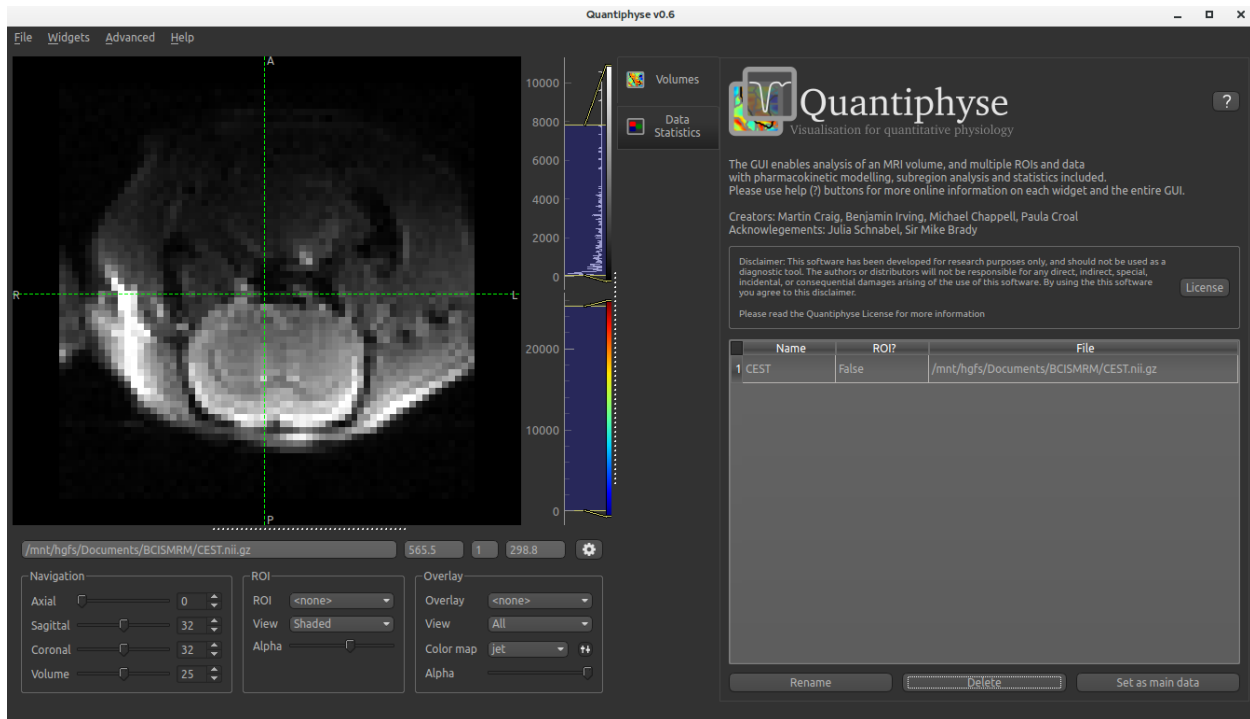 Quantiphyse v0.6
File Widgets Advanced Help
A
R
L
P
10000
8000
6000
4000
2000
0
20000
10000
0
Volumes
Data
Statistics
Quantiphyse
Visualisation for quantitative physiology
?
The GUI enables analysis of an MRI volume, and multiple ROIs and data
with pharmacokinetic modelling, subregion analysis and statistics included.
Please use help (?) buttons for more online information on each widget and the entire GUI.
Creators: Martin Craig, Benjamin Irving, Michael Chappell, Paula Croal
Acknowlegements: Julia Schnabel, Sir Mike Brady
Disclaimer: This software has been developed for research purposes only, and should not be used as a
diagnostic tool. The authors or distributors will not be responsible for any direct, indirect, special,
incidental, or consequential damages arising of the use of this software. By using the this software
you agree to this disclaimer.
Please read the Quantiphyse License for more information
License
Name ROI? File
1 CEST False /mnt/hgfs/Documents/BCISMRM/CEST.nii.gz
Rename Delete Set as main data
/mnt/hgfs/Documents/BCISMRM/CEST.nii.gz 565.5 1 298.8
Navigation
Axial 0
Sagittal 32
Coronal 32
Volume 25
ROI
ROI <none>
View Shaded
Alpha
Overlay
Overlay <none>
View All
Color map jet
Alpha